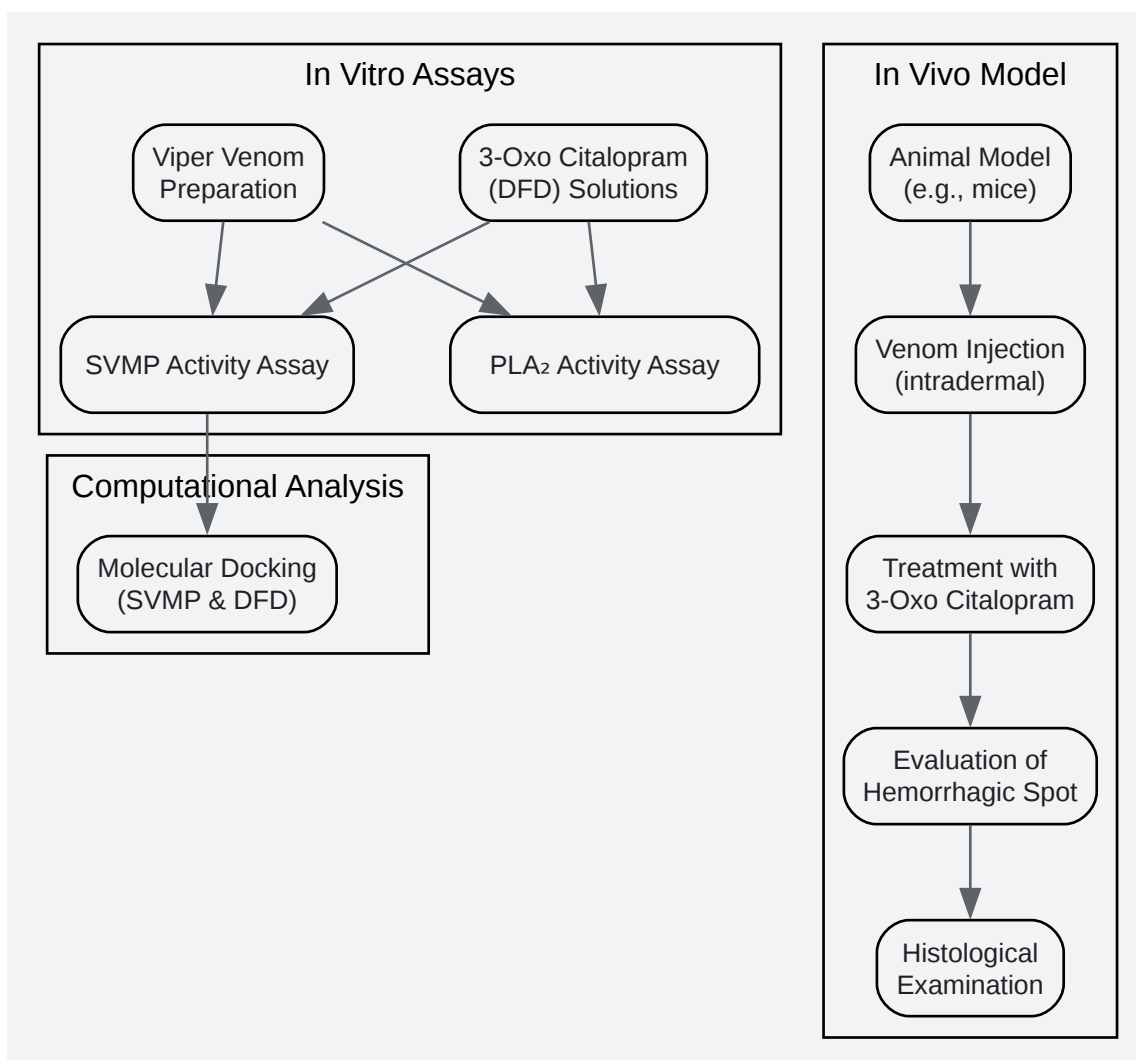 In Vitro Assays
Viper Venom
Preparation
3-Oxo Citalopram
(DFD) Solutions
SVMP Activity Assay
PLA₂ Activity Assay
Computational Analysis
Molecular Docking
(SVMP & DFD)
In Vivo Model
Animal Model
(e.g., mice)
Venom Injection
(intradermal)
Treatment with
3-Oxo Citalopram
Evaluation of
Hemorrhagic Spot
Histological
Examination